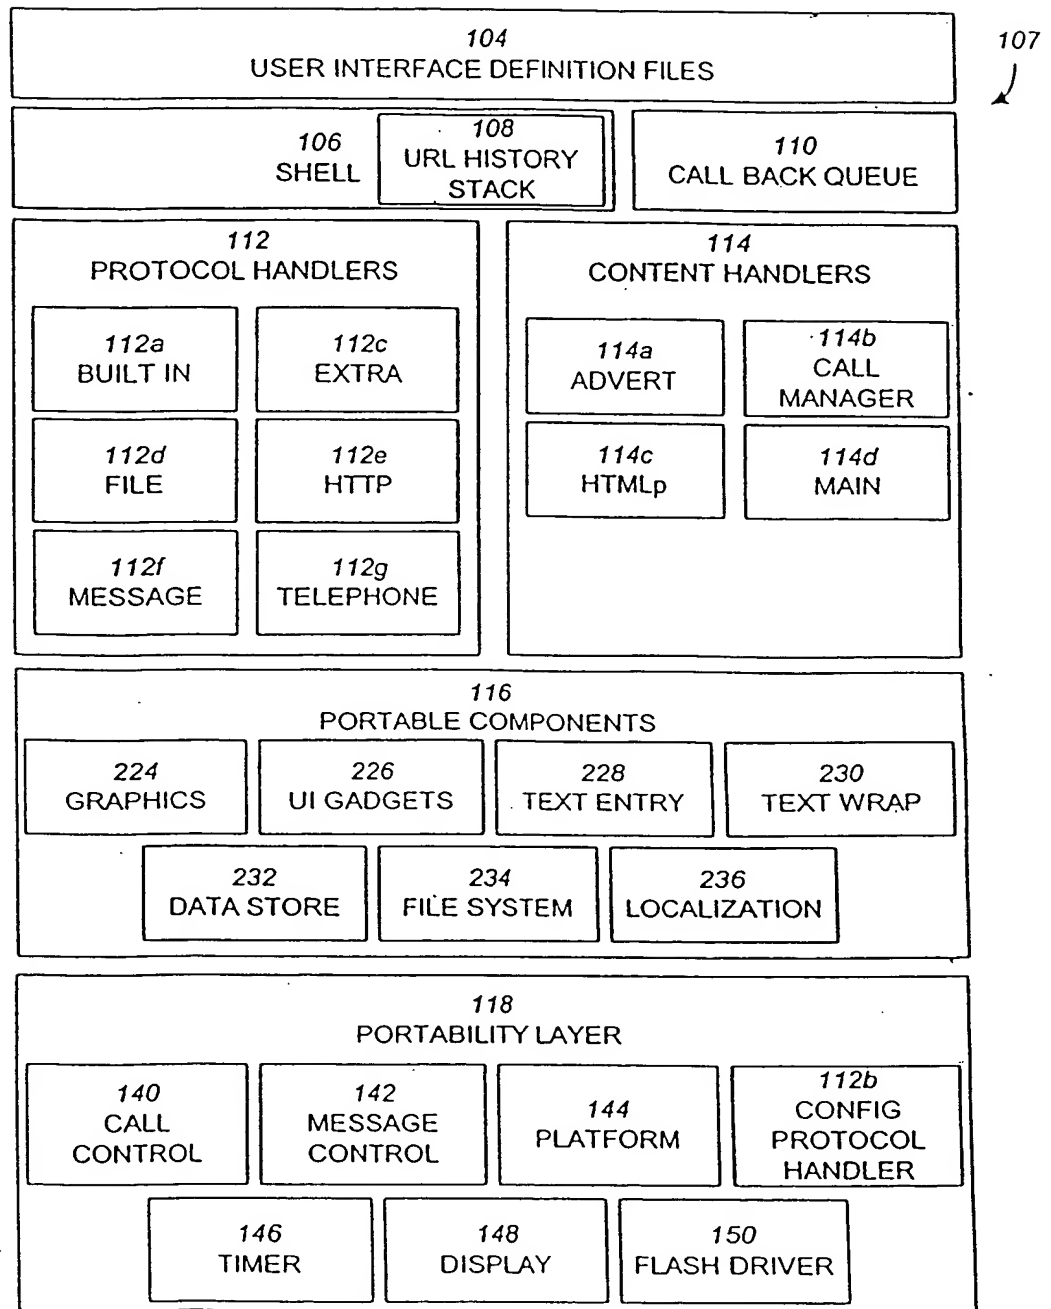 104
USER INTERFACE DEFINITION FILES
107
106
SHELL
108
URL HISTORY
STACK
110
CALL BACK QUEUE
112
PROTOCOL HANDLERS
112a
BUILT IN
112c
EXTRA
112d
FILE
112e
HTTP
112f
MESSAGE
112g
TELEPHONE
114
CONTENT HANDLERS
114a
ADVERT
114b
CALL
MANAGER
114c
HTMLp
114d
MAIN
116
PORTABLE COMPONENTS
224
GRAPHICS
226
UI GADGETS
228
TEXT ENTRY
230
TEXT WRAP
232
DATA STORE
234
FILE SYSTEM
236
LOCALIZATION
118
PORTABILITY LAYER
140
CALL
CONTROL
142
MESSAGE
CONTROL
144
PLATFORM
112b
CONFIG
PROTOCOL
HANDLER
146
TIMER
148
DISPLAY
150
FLASH DRIVER